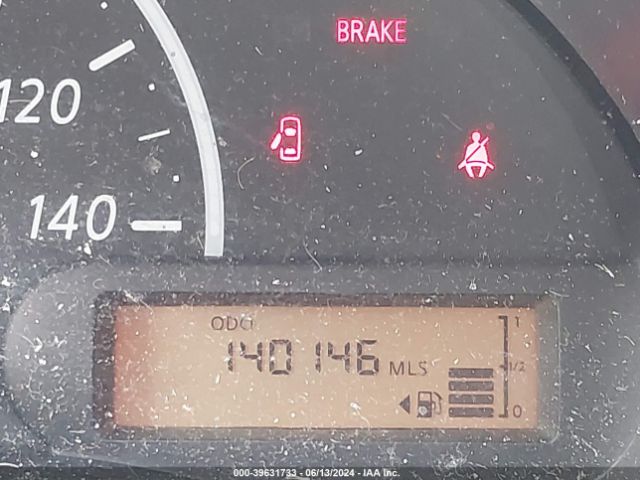 BRAKE
120
140
ODO
140146 MLS
1
1/2
0
000-39631733 - 06/13/2024 - IAA Inc.